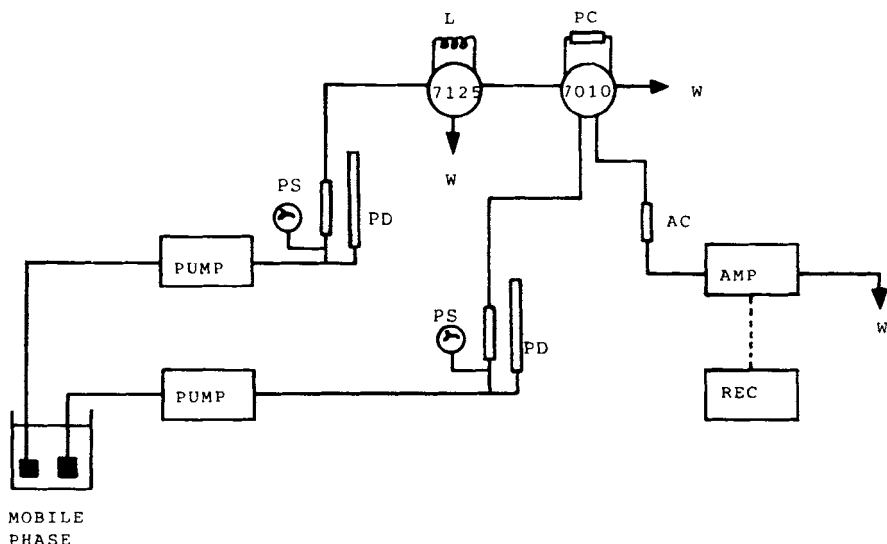 L
PC
7125
7010
W
W
PS
PD
AC
PUMP
AMP
PS
PD
W
PUMP
REC
MOBILE
PHASE